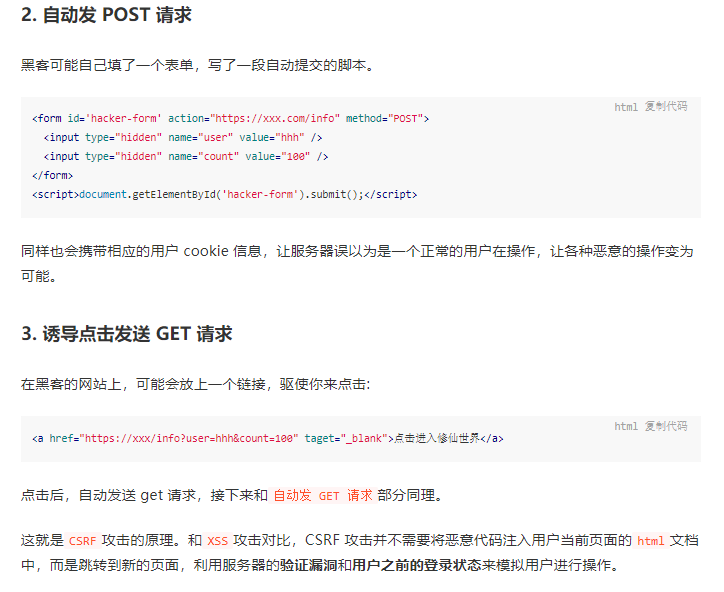 2. 自动发 POST 请求
黑客可能自己填了一个表单，写了一段自动提交的脚本。
html 复制代码
<form id='hacker-form' action="https://xxx.com/info" method="POST">
  <input type="hidden" name="user" value="hhh" />
  <input type="hidden" name="count" value="100" />
</form>
<script>document.getElementById('hacker-form').submit();</script>
同样也会携带相应的用户 cookie 信息，让服务器误以为是一个正常的用户在操作，让各种恶意的操作变为
可能。
3. 诱导点击发送 GET 请求
在黑客的网站上，可能会放上一个链接，驱使你来点击:
html 复制代码
<a href="https://xxx/info?user=hhh&count=100" taget="_blank">点击进入修仙世界</a>
点击后，自动发送 get 请求，接下来和 自动发 GET 请求 部分同理。
这就是 CSRF 攻击的原理。和 XSS 攻击对比，CSRF 攻击并不需要将恶意代码注入用户当前页面的 html 文档
中，而是跳转到新的页面，利用服务器的验证漏洞和用户之前的登录状态来模拟用户进行操作。